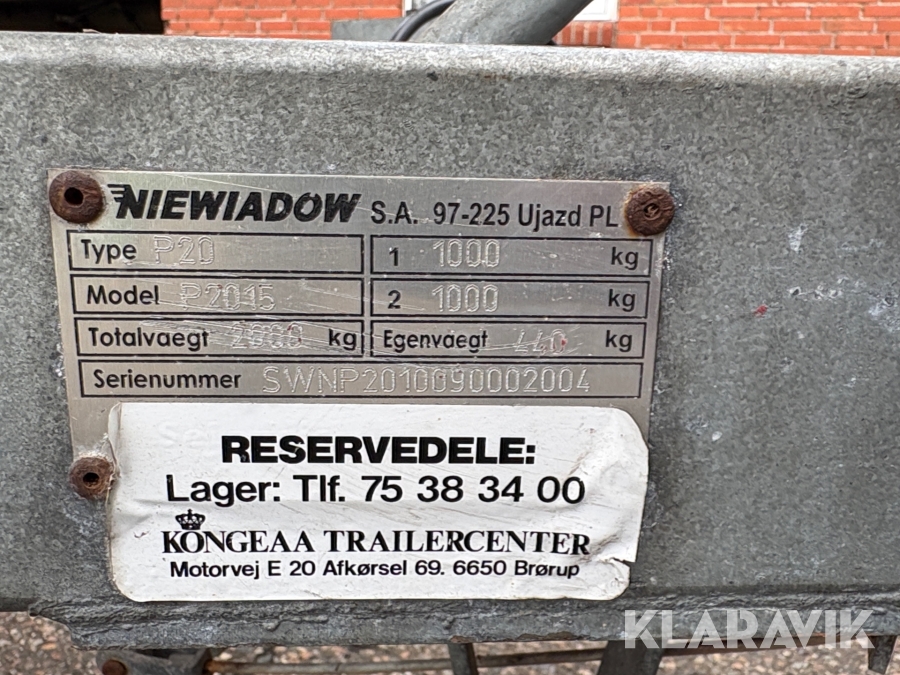 NIEWIADOW S.A. 97-225 Ujazd PL
Type P20 1 1000 kg
Model P2015 2 1000 kg
Totalvaegt 2000 kg Egenvaegt 440 kg
Serienummer SWNP2010090002004
RESERVEDELE:
Lager: Tlf. 75 38 34 00
KONGEAA TRAILERCENTER
Motorvej E 20 Afkørsel 69. 6650 Brørup
KLARAVIK